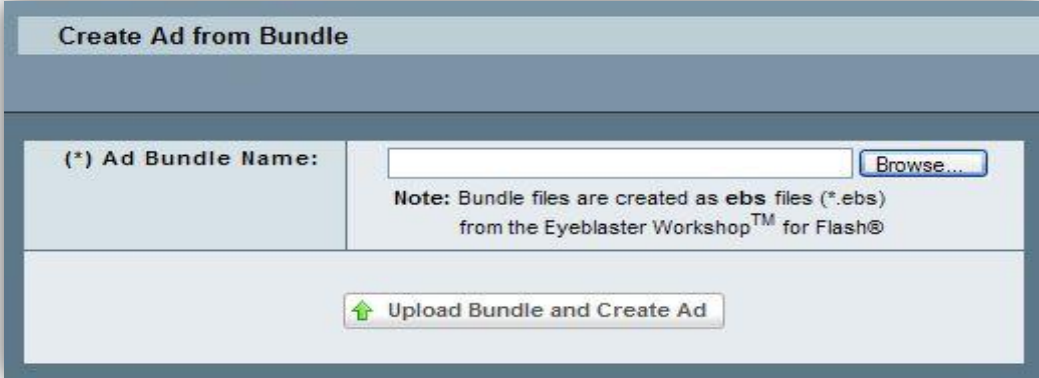 Create Ad from Bundle
(*) Ad Bundle Name:
Browse...
Note: Bundle files are created as ebs files (*.ebs)
from the Eyeblaster Workshop™ for Flash®
Upload Bundle and Create Ad